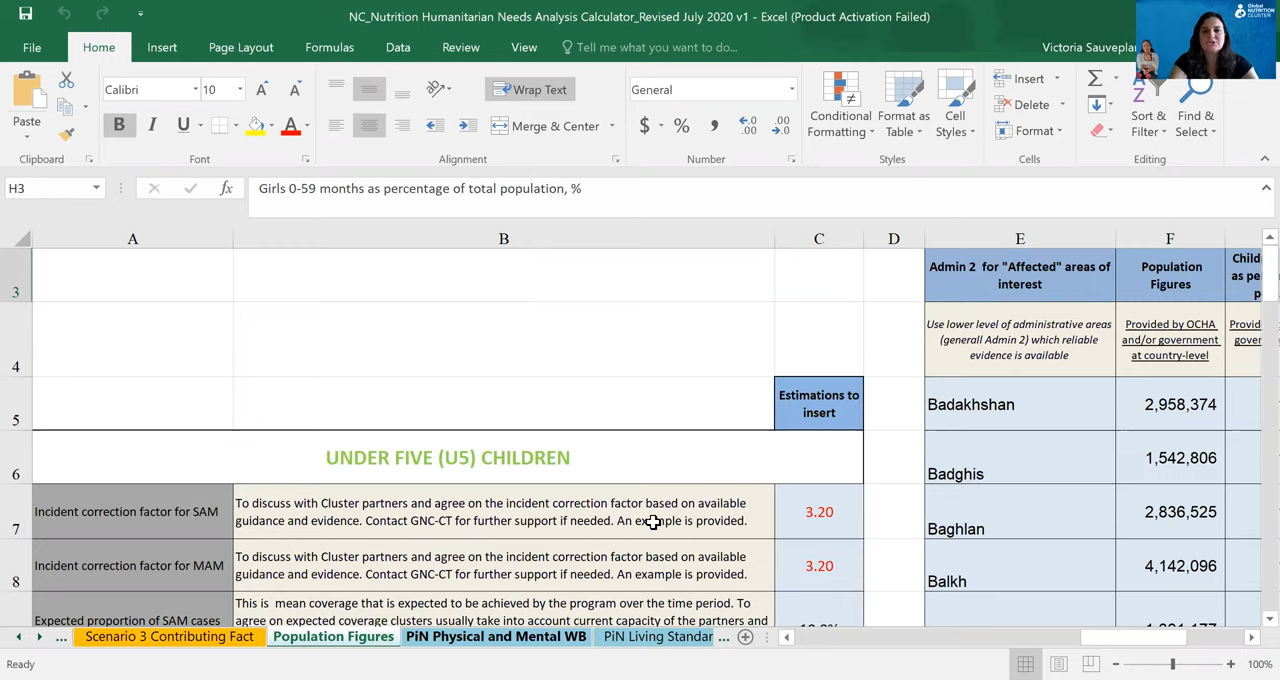 NC_Nutrition Humanitarian Needs Analysis Calculator_Revised July 2020 v1 - Excel (Product Activation Failed)
Global
NUTRITION
CLUSTER
File Home Insert Page Layout Formulas Data Review View Tell me what you want to do... Victoria Sauveplan
Calibri 10 Wrap Text General Insert
Paste Delete
Conditional Formatting Format as Table Cell Styles Sort & Filter Find & Select
B I U A Merge & Center $ % Format
Clipboard Font Alignment Number Styles Cells Editing
H3 fx Girls 0-59 months as percentage of total population, %
A B C D E F
3 Admin 2 for "Affected" areas of interest Population Figures
4 Use lower level of administrative areas (generall Admin 2) which reliable evidence is available Provided by OCHA and/or government at country-level
5 Estimations to insert Badakhshan 2,958,374
6 UNDER FIVE (U5) CHILDREN Badghis 1,542,806
7 Incident correction factor for SAM To discuss with Cluster partners and agree on the incident correction factor based on available guidance and evidence. Contact GNC-CT for further support if needed. An example is provided. 3.20 Baghlan 2,836,525
8 Incident correction factor for MAM To discuss with Cluster partners and agree on the incident correction factor based on available guidance and evidence. Contact GNC-CT for further support if needed. An example is provided. 3.20 Balkh 4,142,096
Expected proportion of SAM cases This is mean coverage that is expected to be achieved by the program over the time period. To agree on expected coverage clusters usually take into account current capacity of the partners and
... Scenario 3 Contributing Fact Population Figures PiN Physical and Mental WB PiN Living Standar ...
Ready 100%